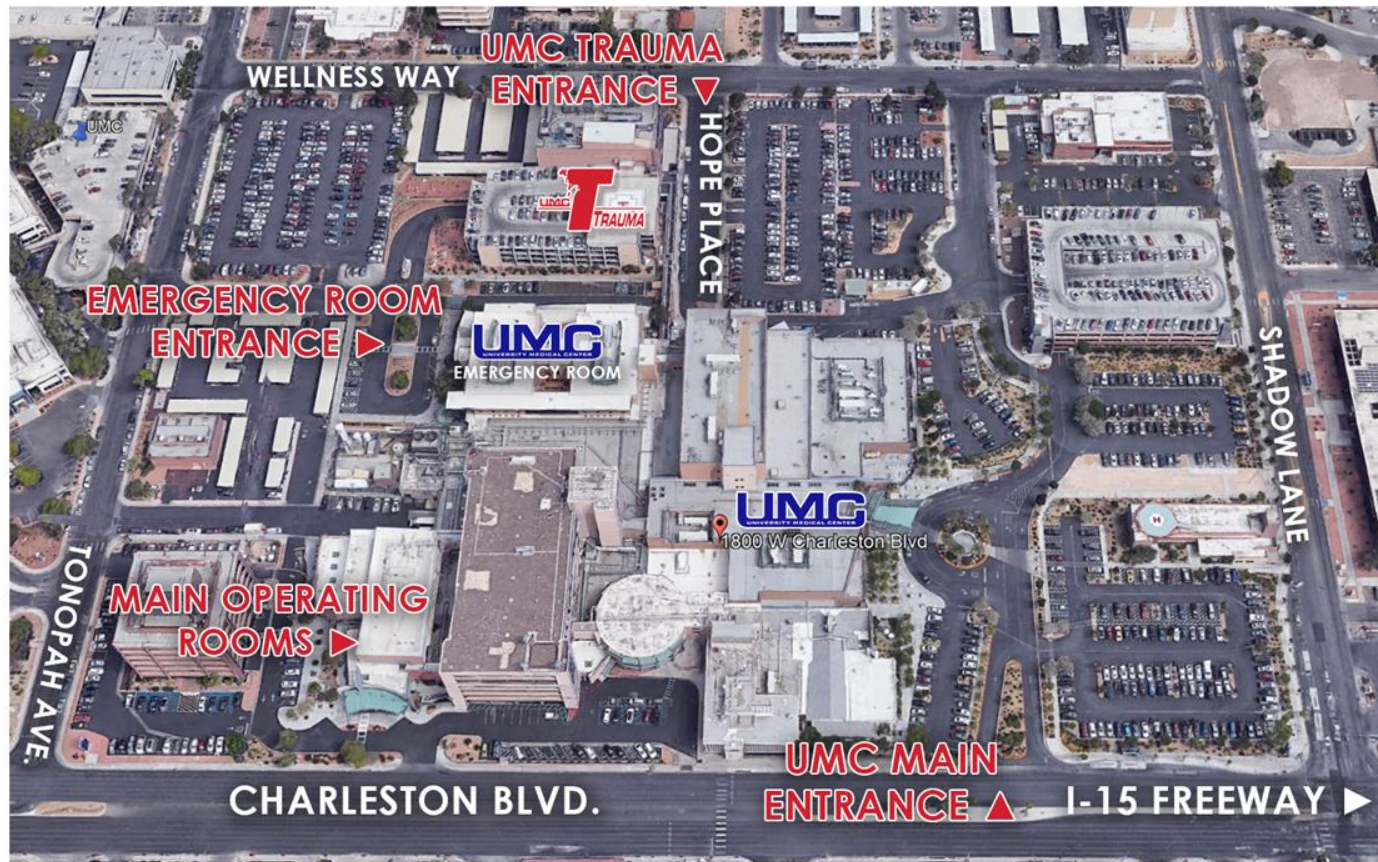 UMC TRAUMA
ENTRANCE ▼
WELLNESS WAY
UMC
HOPE PLACE
UMC
TRAUMA
EMERGENCY ROOM
ENTRANCE ►
UMC
UNIVERSITY MEDICAL CENTER
EMERGENCY ROOM
SHADOW LANE
UMC
UNIVERSITY MEDICAL CENTER
1800 W Charleston Blvd
H
TONOPAH AVE.
MAIN OPERATING
ROOMS ►
UMC MAIN
ENTRANCE ▲
CHARLESTON BLVD.
I-15 FREEWAY ►